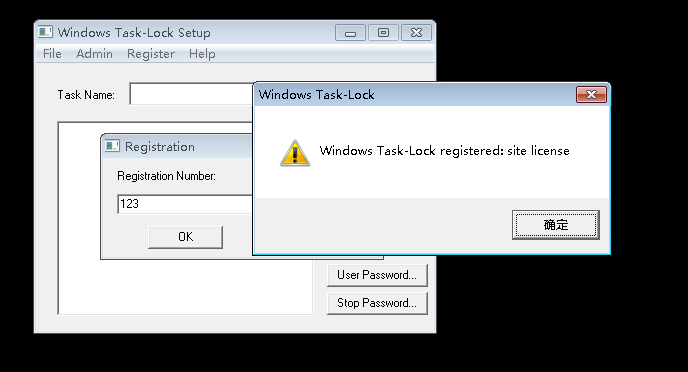 Windows Task-Lock Setup
File Admin Register Help
Task Name:
Windows Task-Lock
Windows Task-Lock registered: site license
确定
Registration
Registration Number:
123
OK
User Password...
Stop Password...